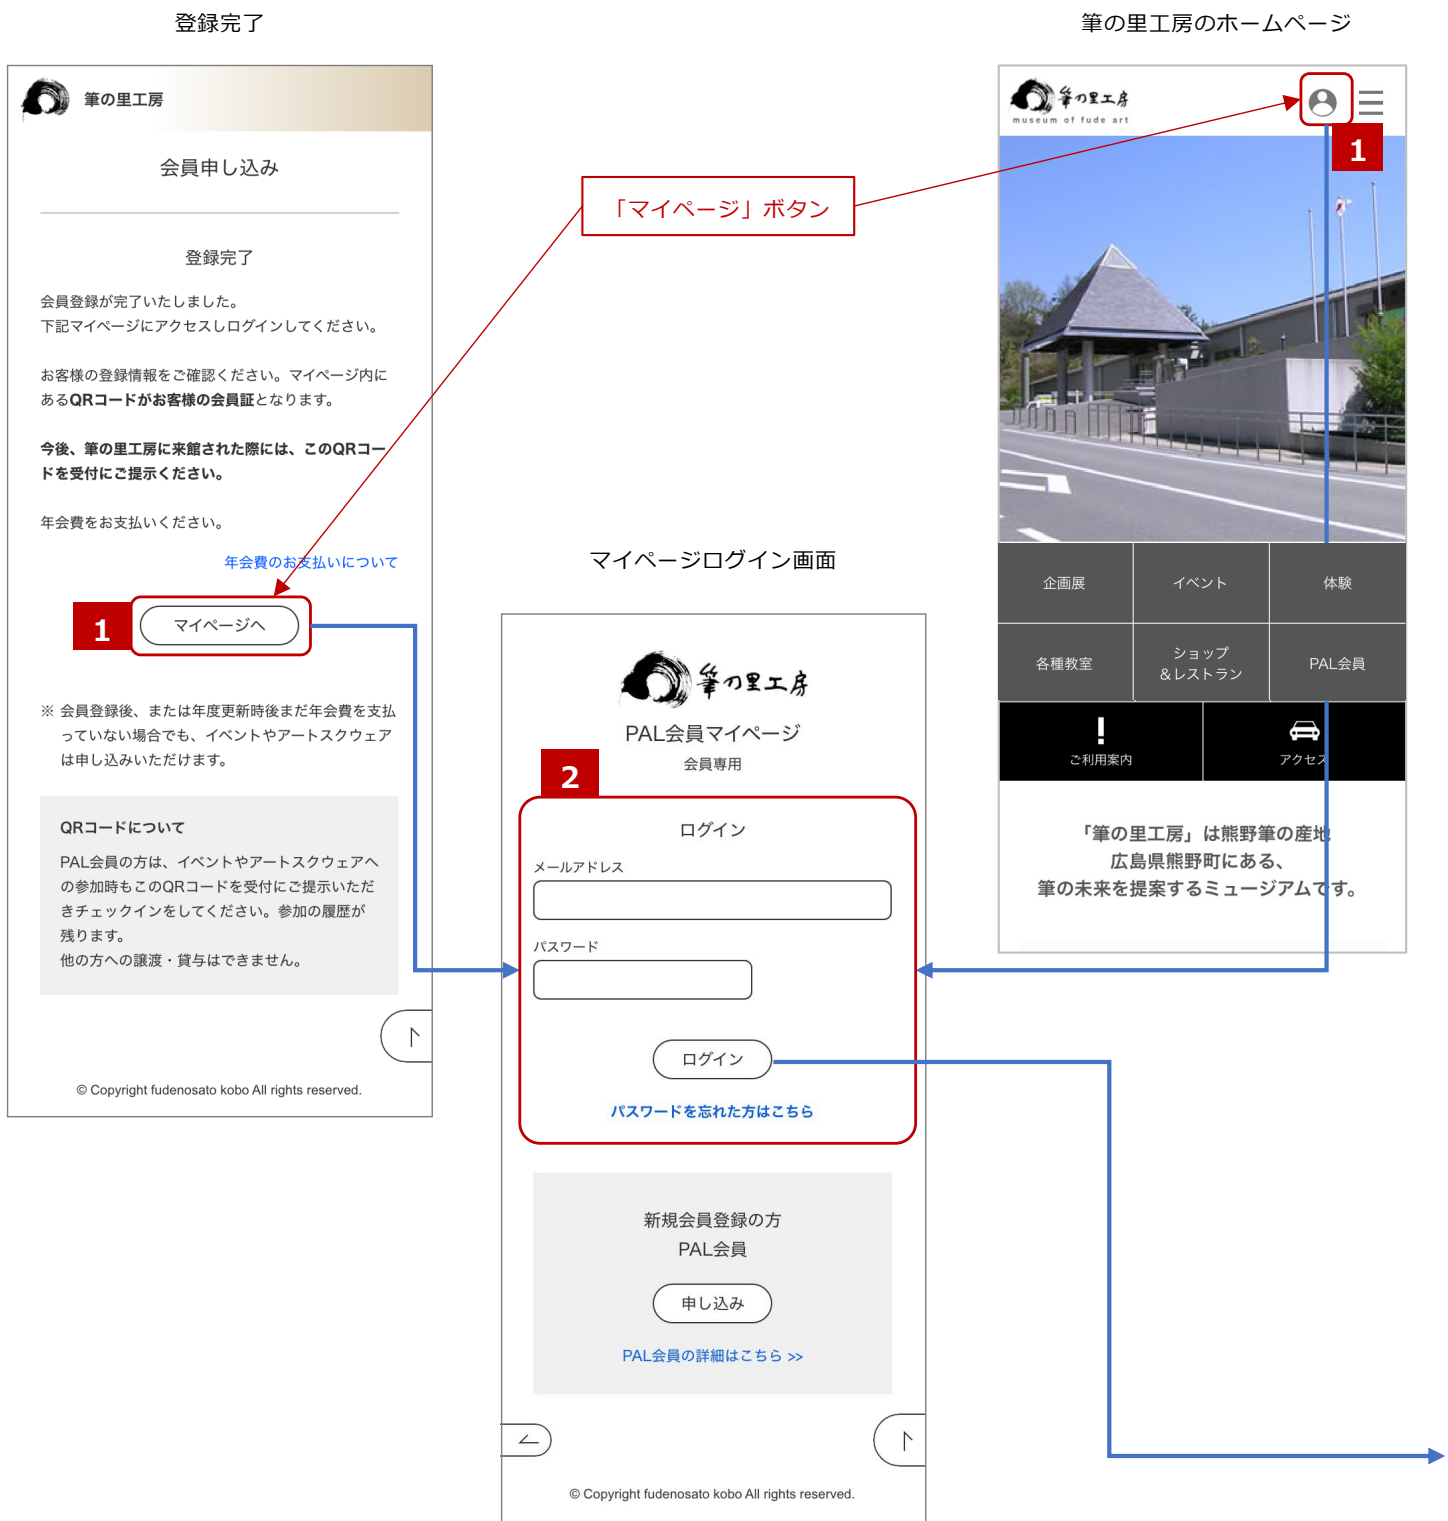 登録完了
筆の里工房
会員申し込み
登録完了
会員登録が完了いたしました。
下記マイページにアクセスしログインしてください。
お客様の登録情報をご確認ください。マイページ内に
あるQRコードがお客様の会員証となります。
今後、筆の里工房に来館された際には、このQRコー
ドを受付にご提示ください。
年会費をお支払いください。
年会費のお支払いについて
1
マイページへ
※ 会員登録後、または年度更新時後まだ年会費を支払
っていない場合でも、イベントやアートスクウェア
は申し込みいただけます。
QRコードについて
PAL会員の方は、イベントやアートスクウェアへ
の参加時もこのQRコードを受付にご提示いただ
きチェックインをしてください。参加の履歴が
残ります。
他の方への譲渡・貸与はできません。
© Copyright fudenosato kobo All rights reserved.
「マイページ」ボタン
マイページログイン画面
筆の里工房
PAL会員マイページ
会員専用
2
ログイン
メールアドレス
パスワード
ログイン
パスワードを忘れた方はこちら
新規会員登録の方
PAL会員
申し込み
PAL会員の詳細はこちら >>
© Copyright fudenosato kobo All rights reserved.
筆の里工房のホームページ
筆の里工房
museum of fude art
1
企画展
イベント
体験
各種教室
ショップ
&レストラン
PAL会員
ご利用案内
アクセス
「筆の里工房」は熊野筆の産地
広島県熊野町にある、
筆の未来を提案するミュージアムです。